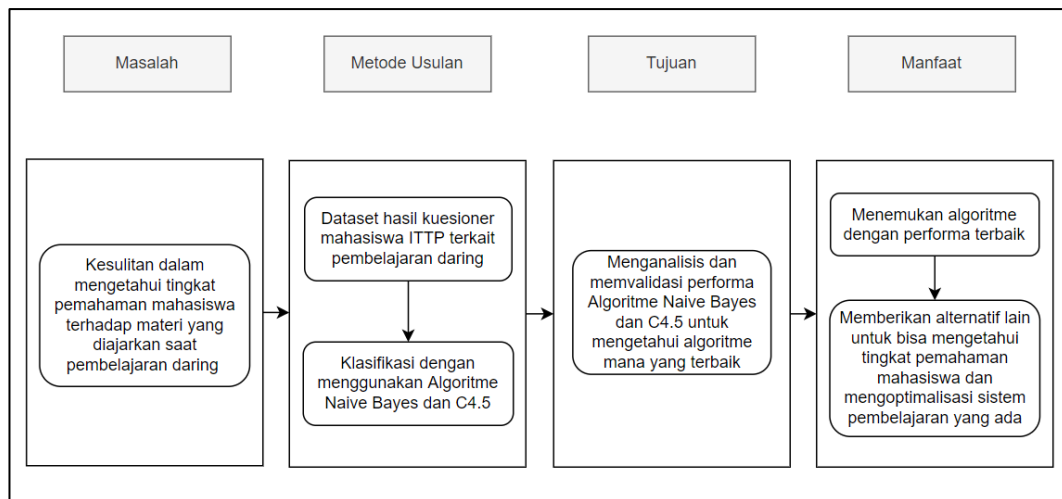 Masalah
Metode Usulan
Tujuan
Manfaat
Kesulitan dalam
mengetahui tingkat
pemahaman mahasiswa
terhadap materi yang
diajarkan saat
pembelajaran daring
Dataset hasil kuesioner
mahasiswa ITTP terkait
pembelajaran daring
Klasifikasi dengan
menggunakan Algoritme
Naive Bayes dan C4.5
Menganalisis dan
memvalidasi performa
Algoritme Naive Bayes
dan C4.5 untuk
mengetahui algoritme
mana yang terbaik
Menemukan algoritme
dengan performa terbaik
Memberikan alternatif lain
untuk bisa mengetahui
tingkat pemahaman
mahasiswa dan
mengoptimalisasi sistem
pembelajaran yang ada